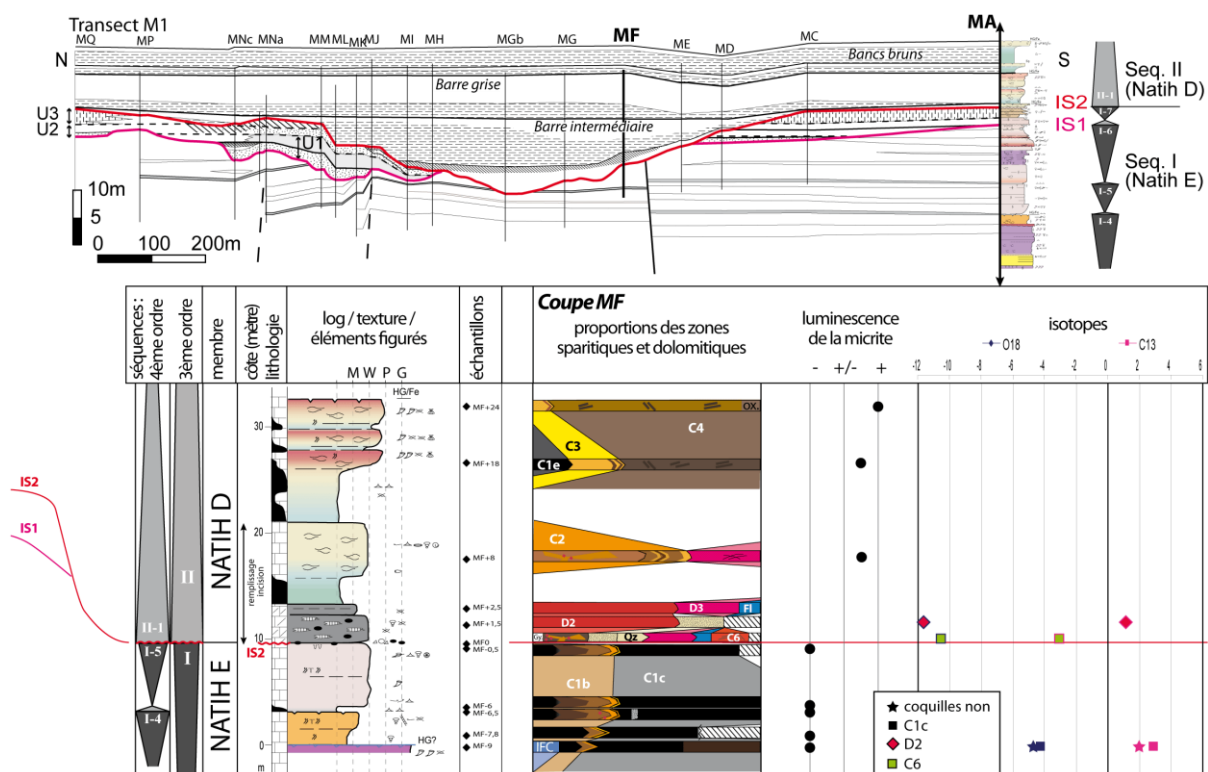 Transect M1
MQ MP MNc MNa MM ML MK MJ MI MH MGb MG MF ME MD MC MA
N
S
Barre grise
Bancs bruns
Barre intermédiaire
U3
U2
U1
IS2
IS1
II-1
I-6
I-5
I-4
Seq. II
(Natih D)
Seq. I
(Natih E)
10m
5
0 100 200m
séquences :
4ème ordre
3ème ordre
membre
côte (mètre)
lithologie
log / texture /
éléments figurés
M W P G
échantillons
Coupe MF
proportions des zones
sparitiques et dolomitiques
luminescence
de la micrite
- +/- +
isotopes
O18 C13
-12 -10 -8 -6 -4 -2 0 2 4 6
HG/Fe
30
20
10
0
m
MF+24
MF+18
MF+8
MF+2,5
MF+1,5
MF0
MF-0,5
MF-6
MF-6,5
MF-7,8
MF-9
OX.
C4
C3
C1e
C2
D3 Fl
D2
Gy Qz C6
C1b C1c
IFC
IS2
IS1
II-1
II
I-5
I
I-4
NATIH D
NATIH E
remplissage
incision
IS2
HG?
coquilles non
C1c
D2
C6